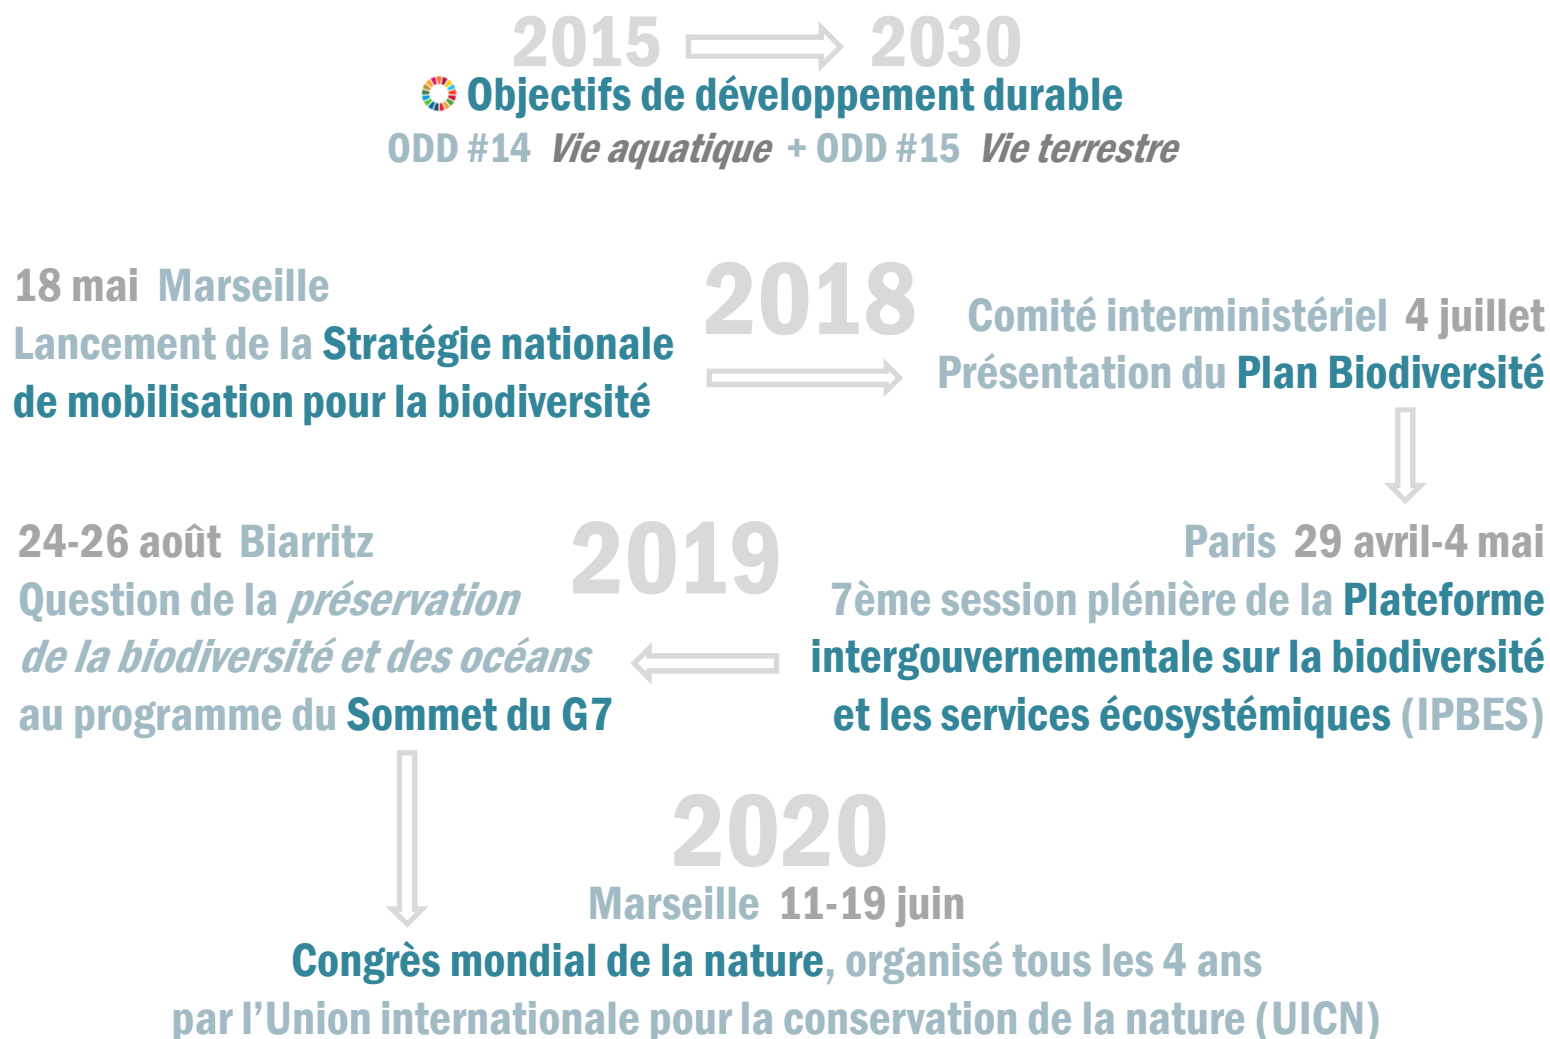 2015 2030
Objectifs de développement durable
ODD #14 Vie aquatique + ODD #15 Vie terrestre
2018
18 mai Marseille
Lancement de la Stratégie nationale
de mobilisation pour la biodiversité
Comité interministériel 4 juillet
Présentation du Plan Biodiversité
2019
Paris 29 avril-4 mai
7ème session plénière de la Plateforme
intergouvernementale sur la biodiversité
et les services écosystémiques (IPBES)
24-26 août Biarritz
Question de la préservation
de la biodiversité et des océans
au programme du Sommet du G7
2020
Marseille 11-19 juin
Congrès mondial de la nature, organisé tous les 4 ans
par l’Union internationale pour la conservation de la nature (UICN)